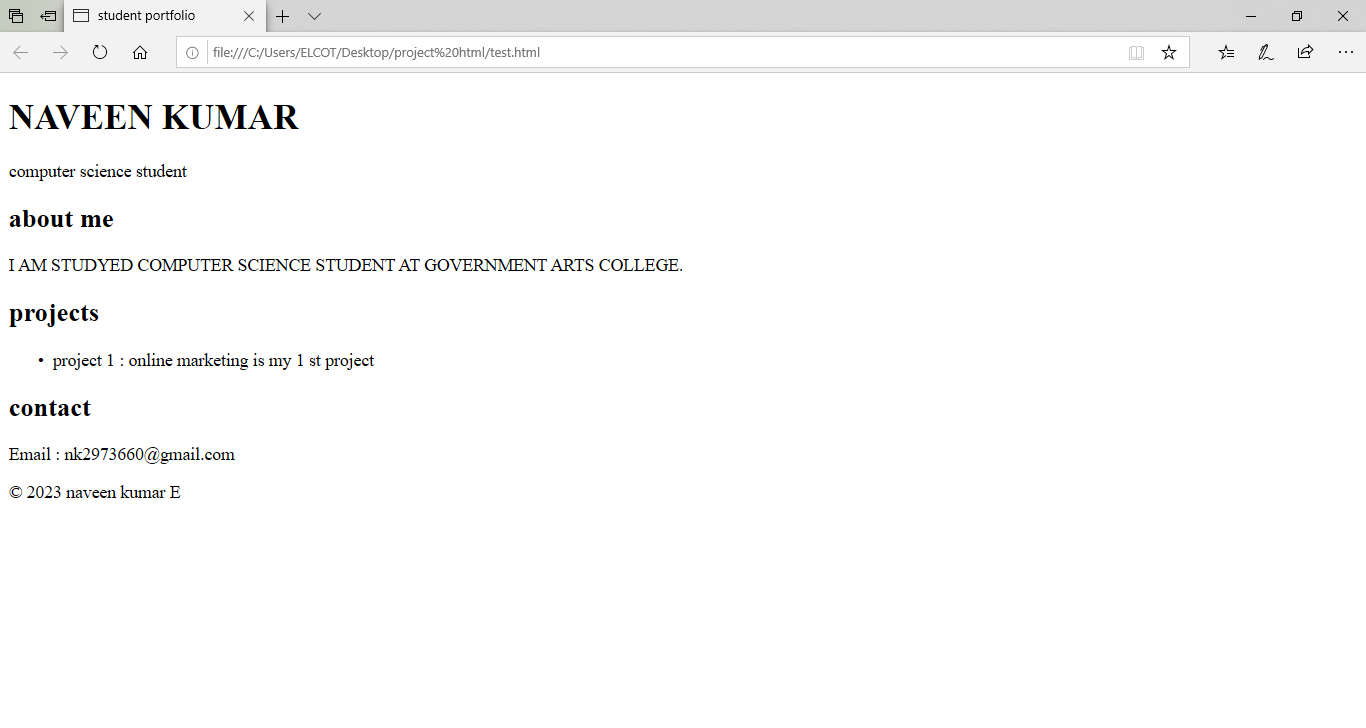 student portfolio
file:///C:/Users/ELCOT/Desktop/project%20html/test.html
NAVEEN KUMAR
computer science student
about me
I AM STUDYED COMPUTER SCIENCE STUDENT AT GOVERNMENT ARTS COLLEGE.
projects
• project 1 : online marketing is my 1 st project
contact
Email : nk2973660@gmail.com
© 2023 naveen kumar E